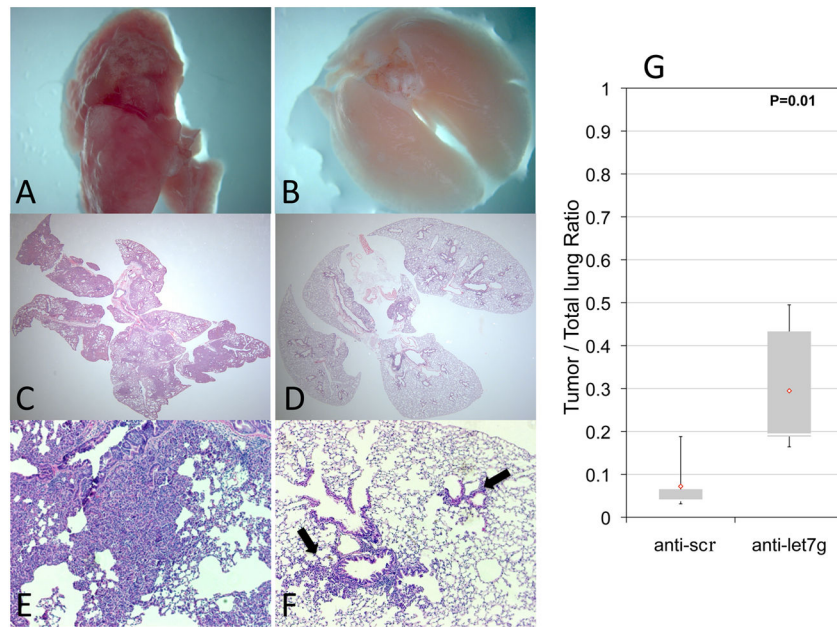 A
B
C
D
E
F
G
P=0.01
1
0.9
0.8
0.7
0.6
0.5
0.4
0.3
0.2
0.1
0
Tumor / Total lung Ratio
anti-scr
anti-let7g